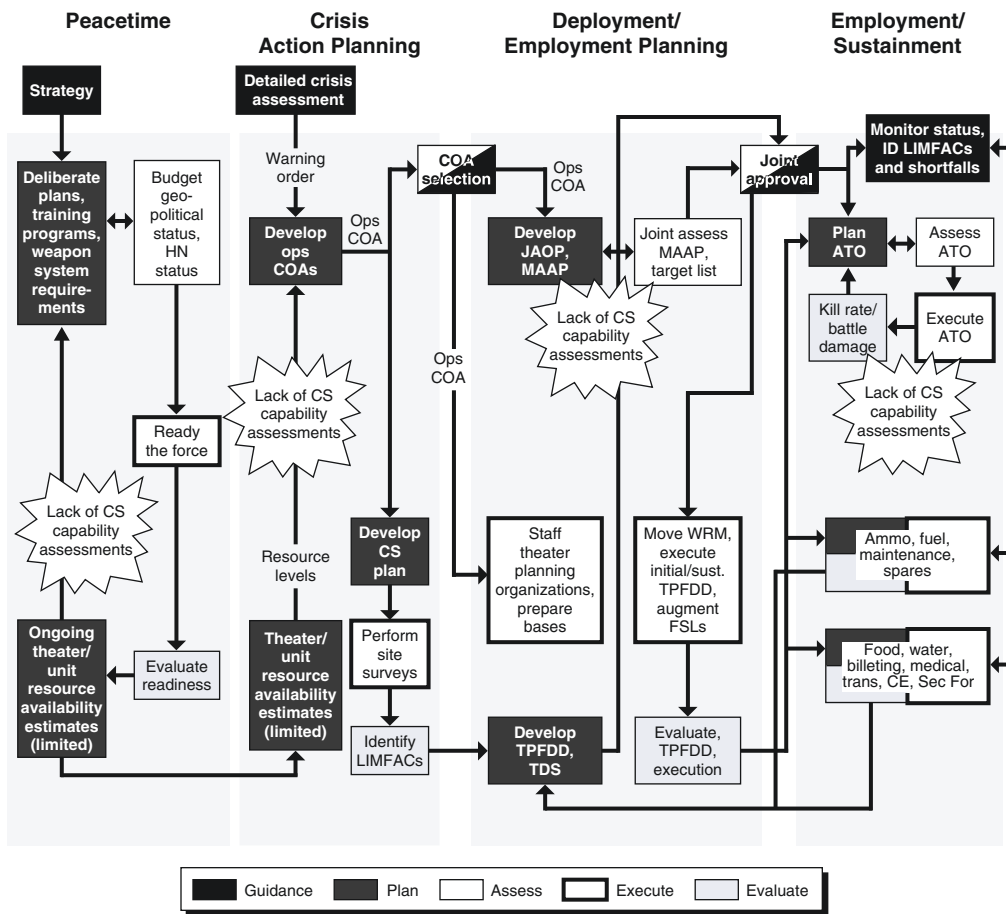 Peacetime
Crisis
Action Planning
Deployment/
Employment Planning
Employment/
Sustainment
Strategy
Deliberate
plans,
training
programs,
weapon
system
require-
ments
Budget
geo-
political
status,
HN
status
Ready
the force
Lack of CS
capability
assessments
Ongoing
theater/
unit
resource
availability
estimates
(limited)
Evaluate
readiness
Detailed crisis
assessment
Warning
order
Develop
ops
COAs
Ops
COA
Lack of CS
capability
assessments
Resource
levels
Theater/
unit
resource
availability
estimates
(limited)
Develop
CS
plan
Perform
site
surveys
Identify
LIMFACs
COA
selection
Ops
COA
Ops
COA
Develop
JAOP,
MAAP
Joint assess
MAAP,
target list
Lack of CS
capability
assessments
Staff
theater
planning
organizations,
prepare
bases
Move WRM,
execute
initial/sust.
TPFDD,
augment
FSLs
Develop
TPFDD,
TDS
Evaluate,
TPFDD,
execution
Joint
approval
Monitor status,
ID LIMFACs
and shortfalls
Plan
ATO
Assess
ATO
Kill rate/
battle
damage
Execute
ATO
Lack of CS
capability
assessments
Ammo, fuel,
maintenance,
spares
Food, water,
billeting, medical,
trans, CE, Sec For
Guidance
Plan
Assess
Execute
Evaluate